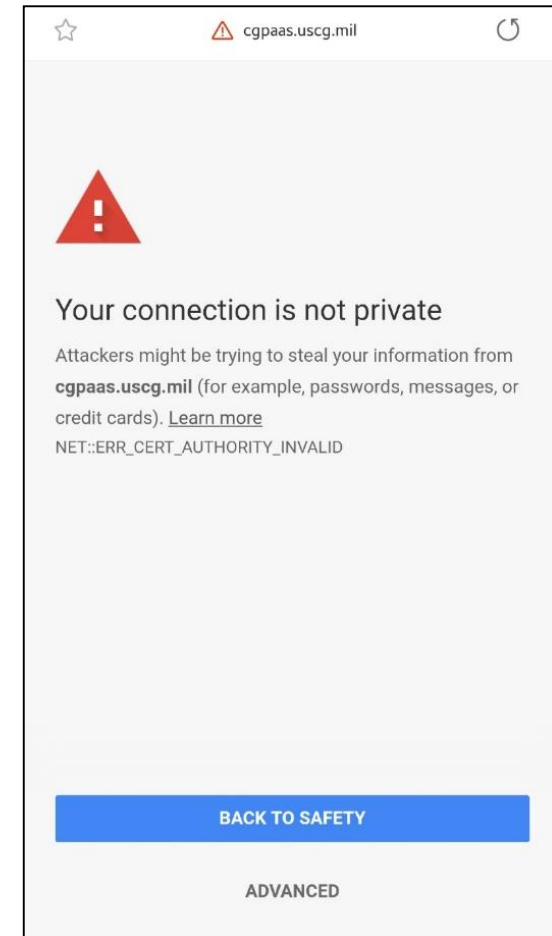 cgpaas.uscg.mil
Your connection is not private
Attackers might be trying to steal your information from
cgpaas.uscg.mil (for example, passwords, messages, or
credit cards). Learn more
NET::ERR_CERT_AUTHORITY_INVALID
BACK TO SAFETY
ADVANCED